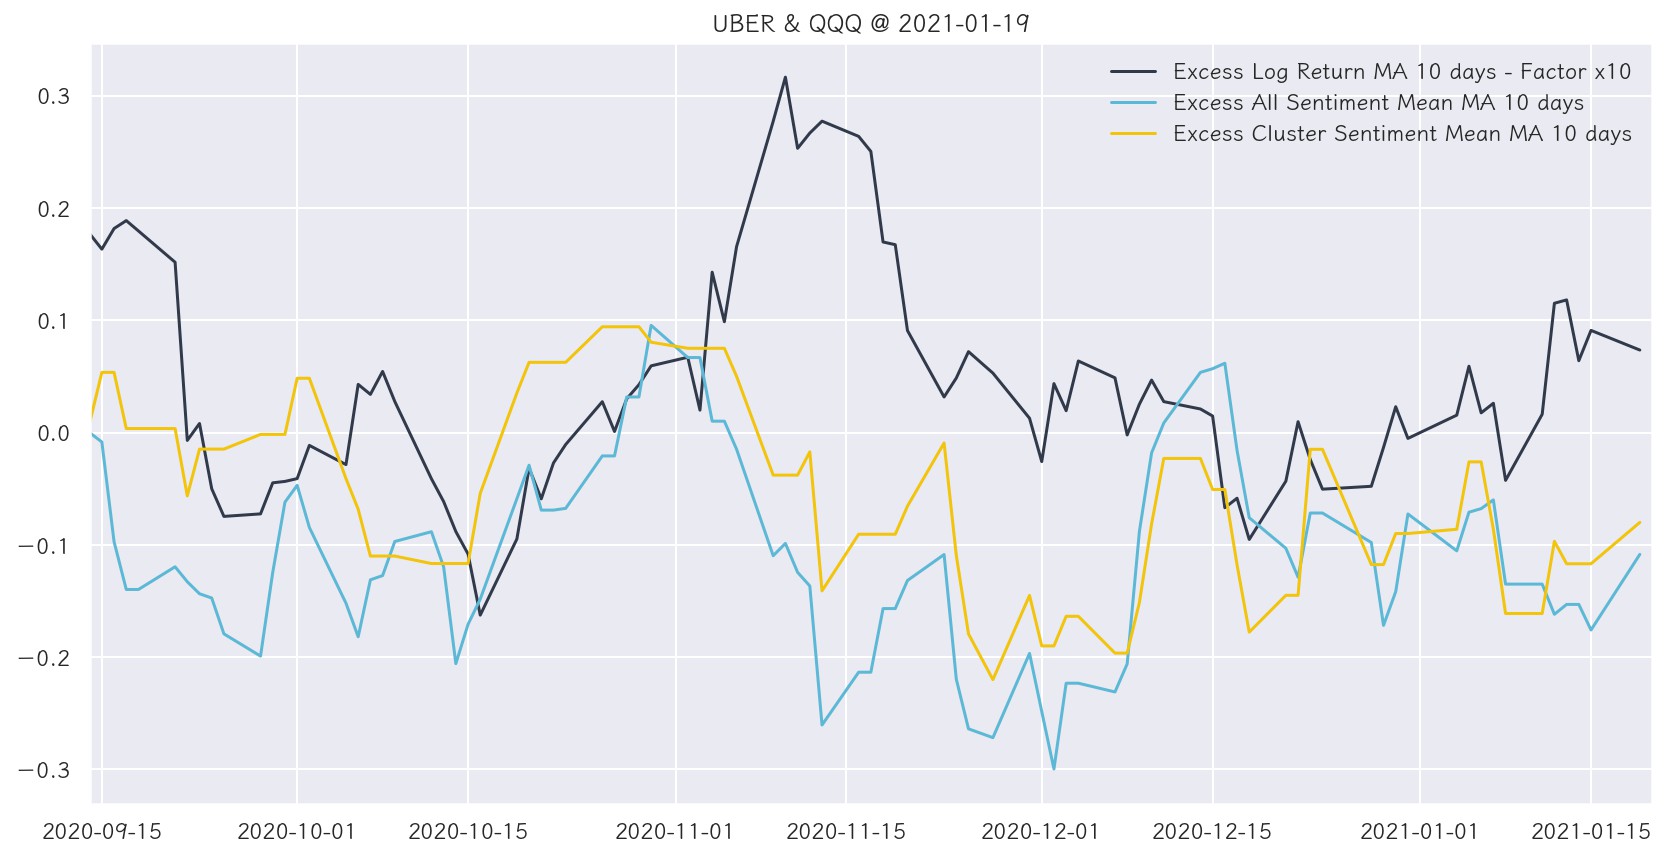 UBER & QQQ @ 2021-01-19
Excess Log Return MA 10 days - Factor x10
Excess All Sentiment Mean MA 10 days
Excess Cluster Sentiment Mean MA 10 days
0.3
0.2
0.1
0.0
−0.1
−0.2
−0.3
2020-09-15 2020-10-01 2020-10-15 2020-11-01 2020-11-15 2020-12-01 2020-12-15 2021-01-01 2021-01-15